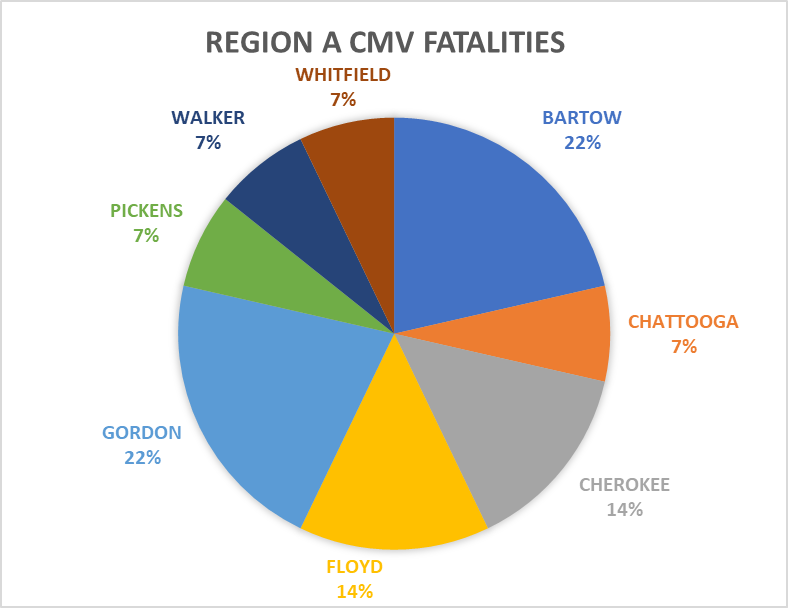 REGION A CMV FATALITIES
WHITFIELD
7%
BARTOW
22%
CHATTOOGA
7%
CHEROKEE
14%
FLOYD
14%
GORDON
22%
PICKENS
7%
WALKER
7%